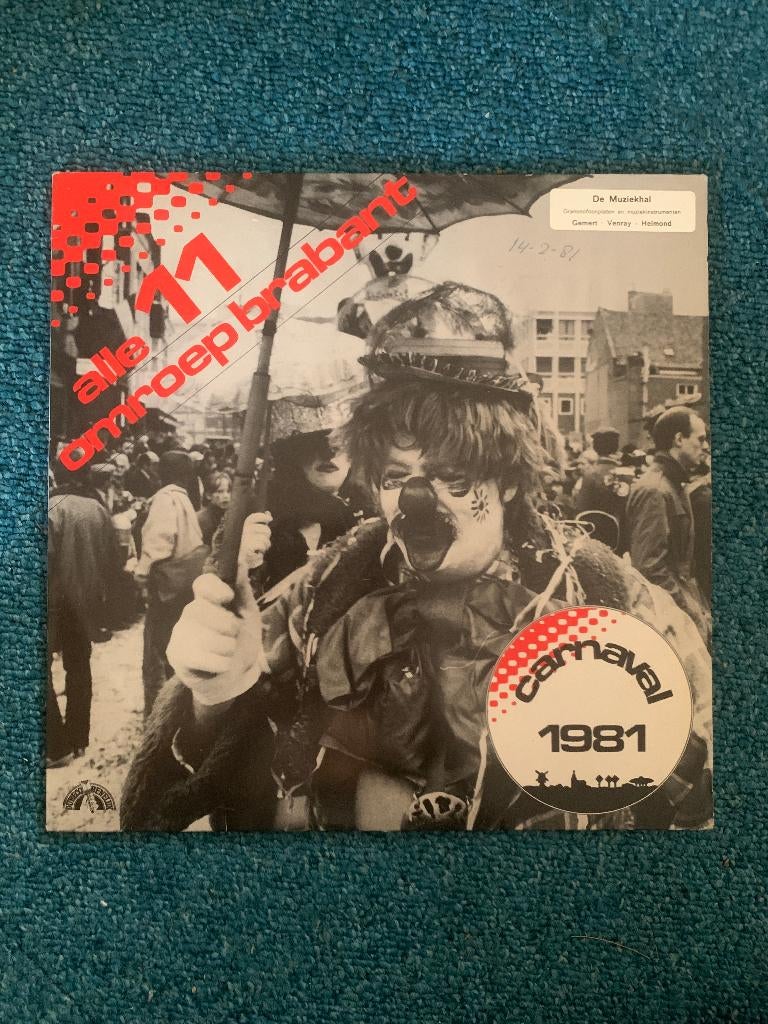 alle 11
omroep brabant
De Muziekhal
Grammofoonplaten en muziekinstrumenten
Gemert - Venray - Helmond
14-2-81
carnaval
1981